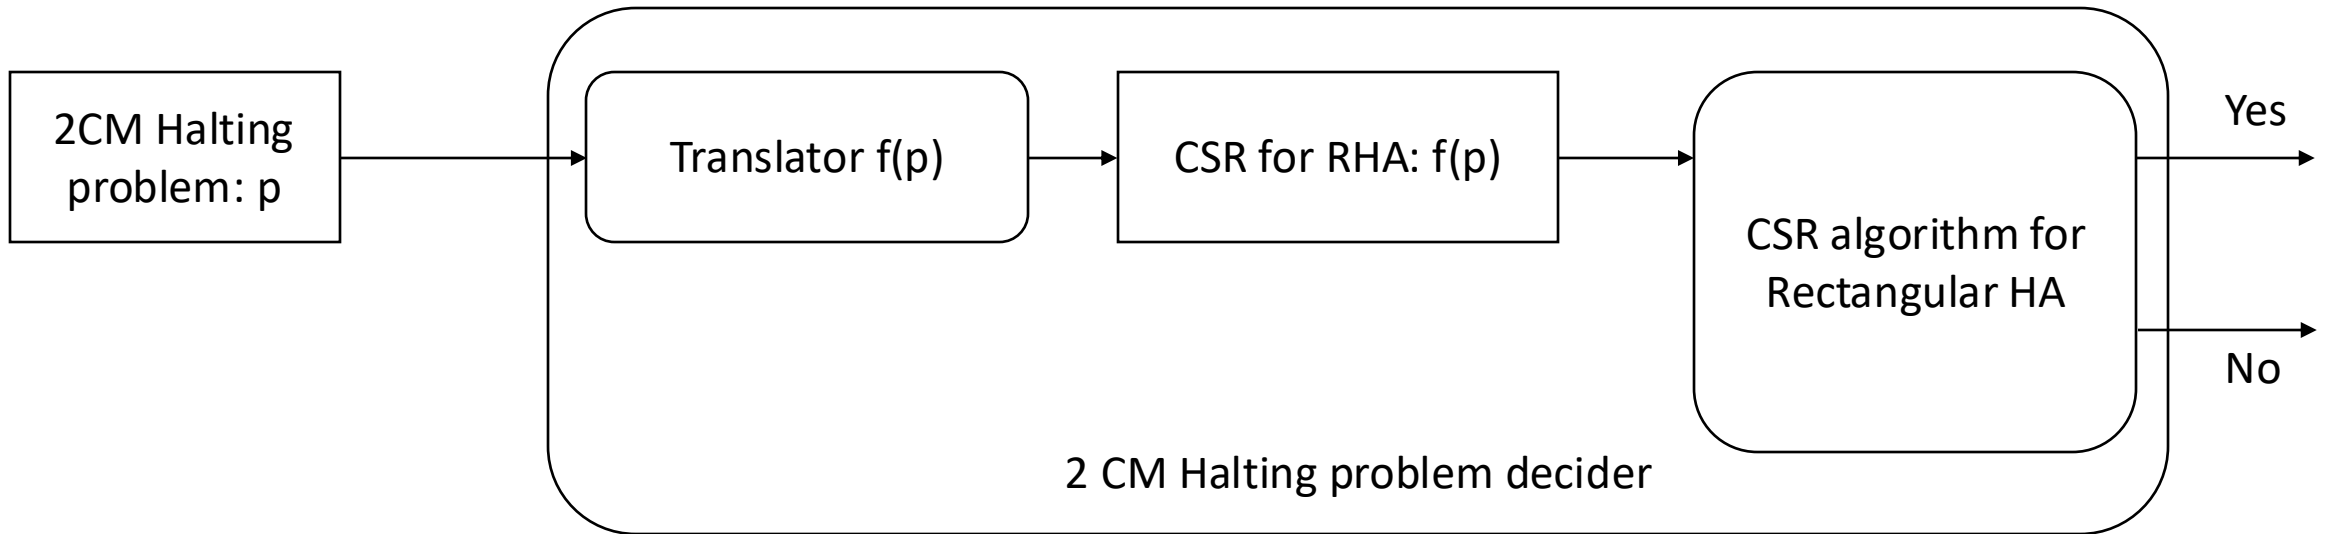 2CM Halting
problem: p
Translator f(p)
CSR for RHA: f(p)
CSR algorithm for
Rectangular HA
Yes
No
2 CM Halting problem decider